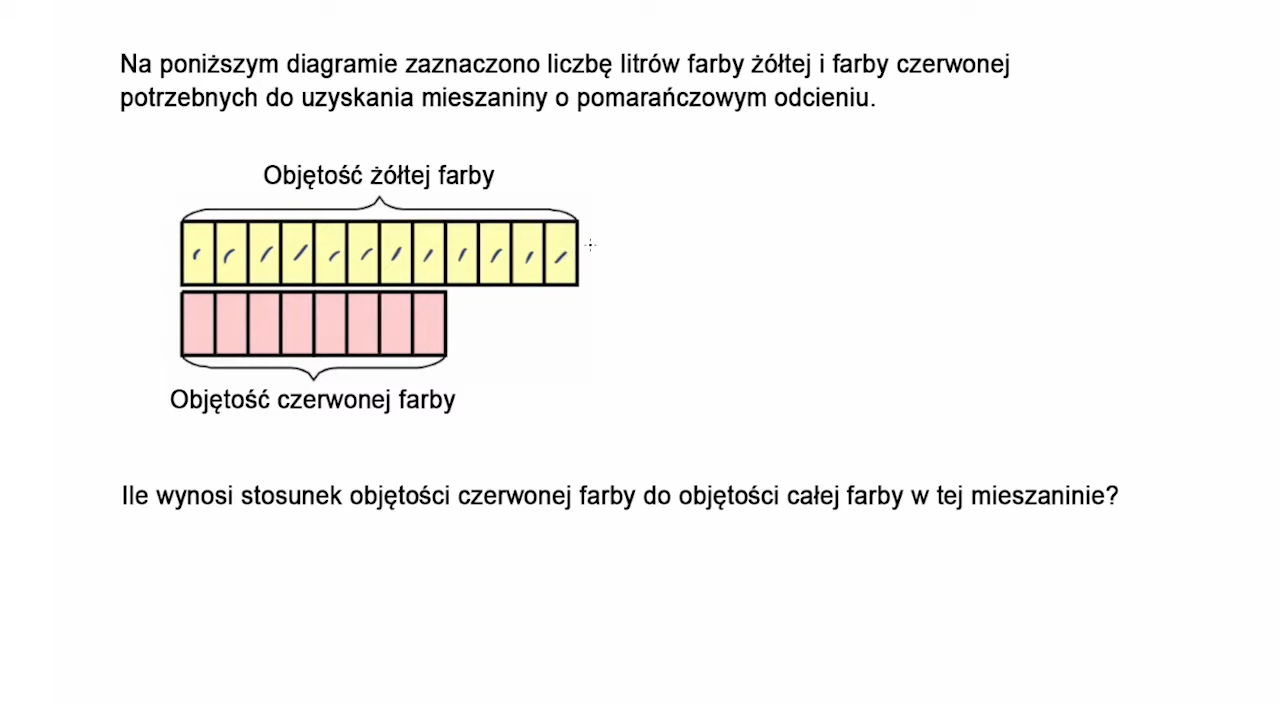 Na poniższym diagramie zaznaczono liczbę litrów farby żółtej i farby czerwonej
potrzebnych do uzyskania mieszaniny o pomarańczowym odcieniu.
Objętość żółtej farby
Objętość czerwonej farby
Ile wynosi stosunek objętości czerwonej farby do objętości całej farby w tej mieszaninie?